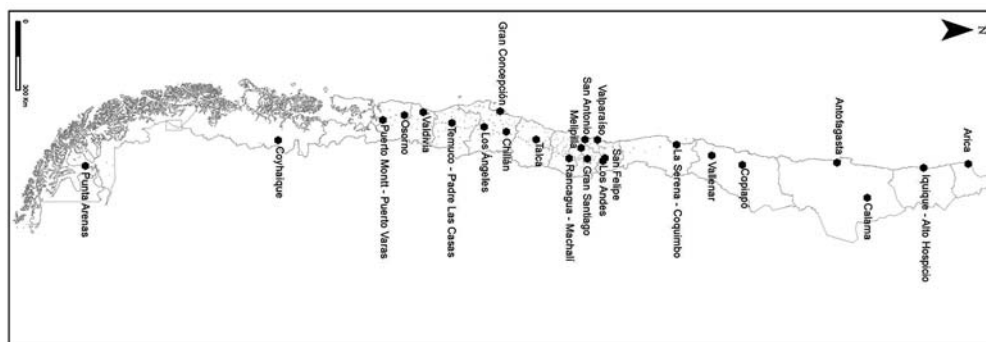 N
Arica
Iquique - Alto Hospicio
Calama
Antofagasta
Copiapó
Vallenar
La Serena - Coquimbo
San Felipe
Los Andes
Valparaíso
Gran Santiago
San Antonio
Melipilla
Rancagua - Machalí
Talca
Chillán
Gran Concepción
Los Ángeles
Temuco - Padre Las Casas
Valdivia
Osorno
Puerto Montt - Puerto Varas
Coyhaique
Punta Arenas
0
300 Km